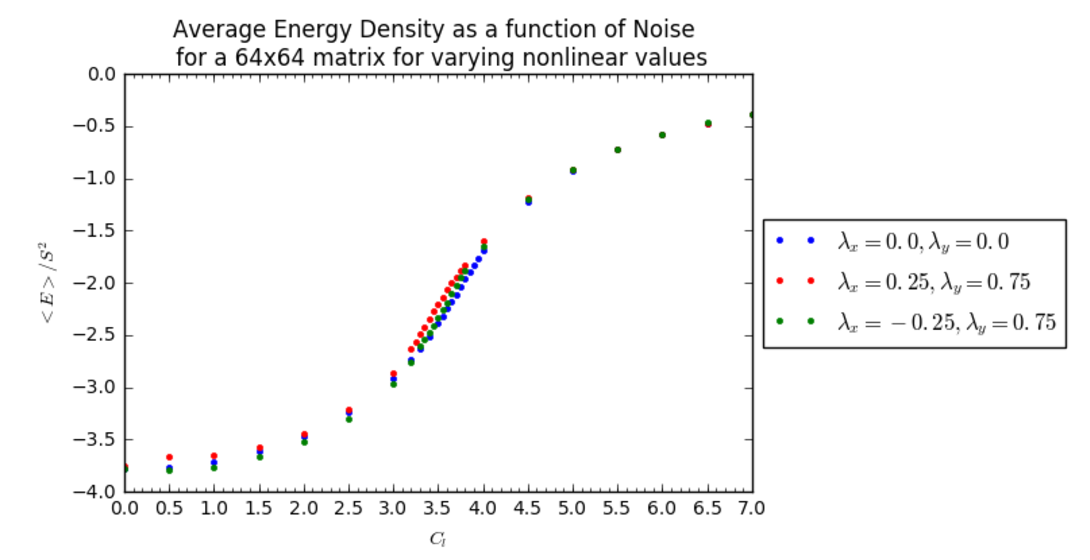 Average Energy Density as a function of Noise
for a 64x64 matrix for varying nonlinear values
0.0
−0.5
−1.0
−1.5
−2.0
−2.5
−3.0
−3.5
−4.0
<E>/S²
0.0 0.5 1.0 1.5 2.0 2.5 3.0 3.5 4.0 4.5 5.0 5.5 6.0 6.5 7.0
C_l
λ_x = 0.0, λ_y = 0.0
λ_x = 0.25, λ_y = 0.75
λ_x = −0.25, λ_y = 0.75